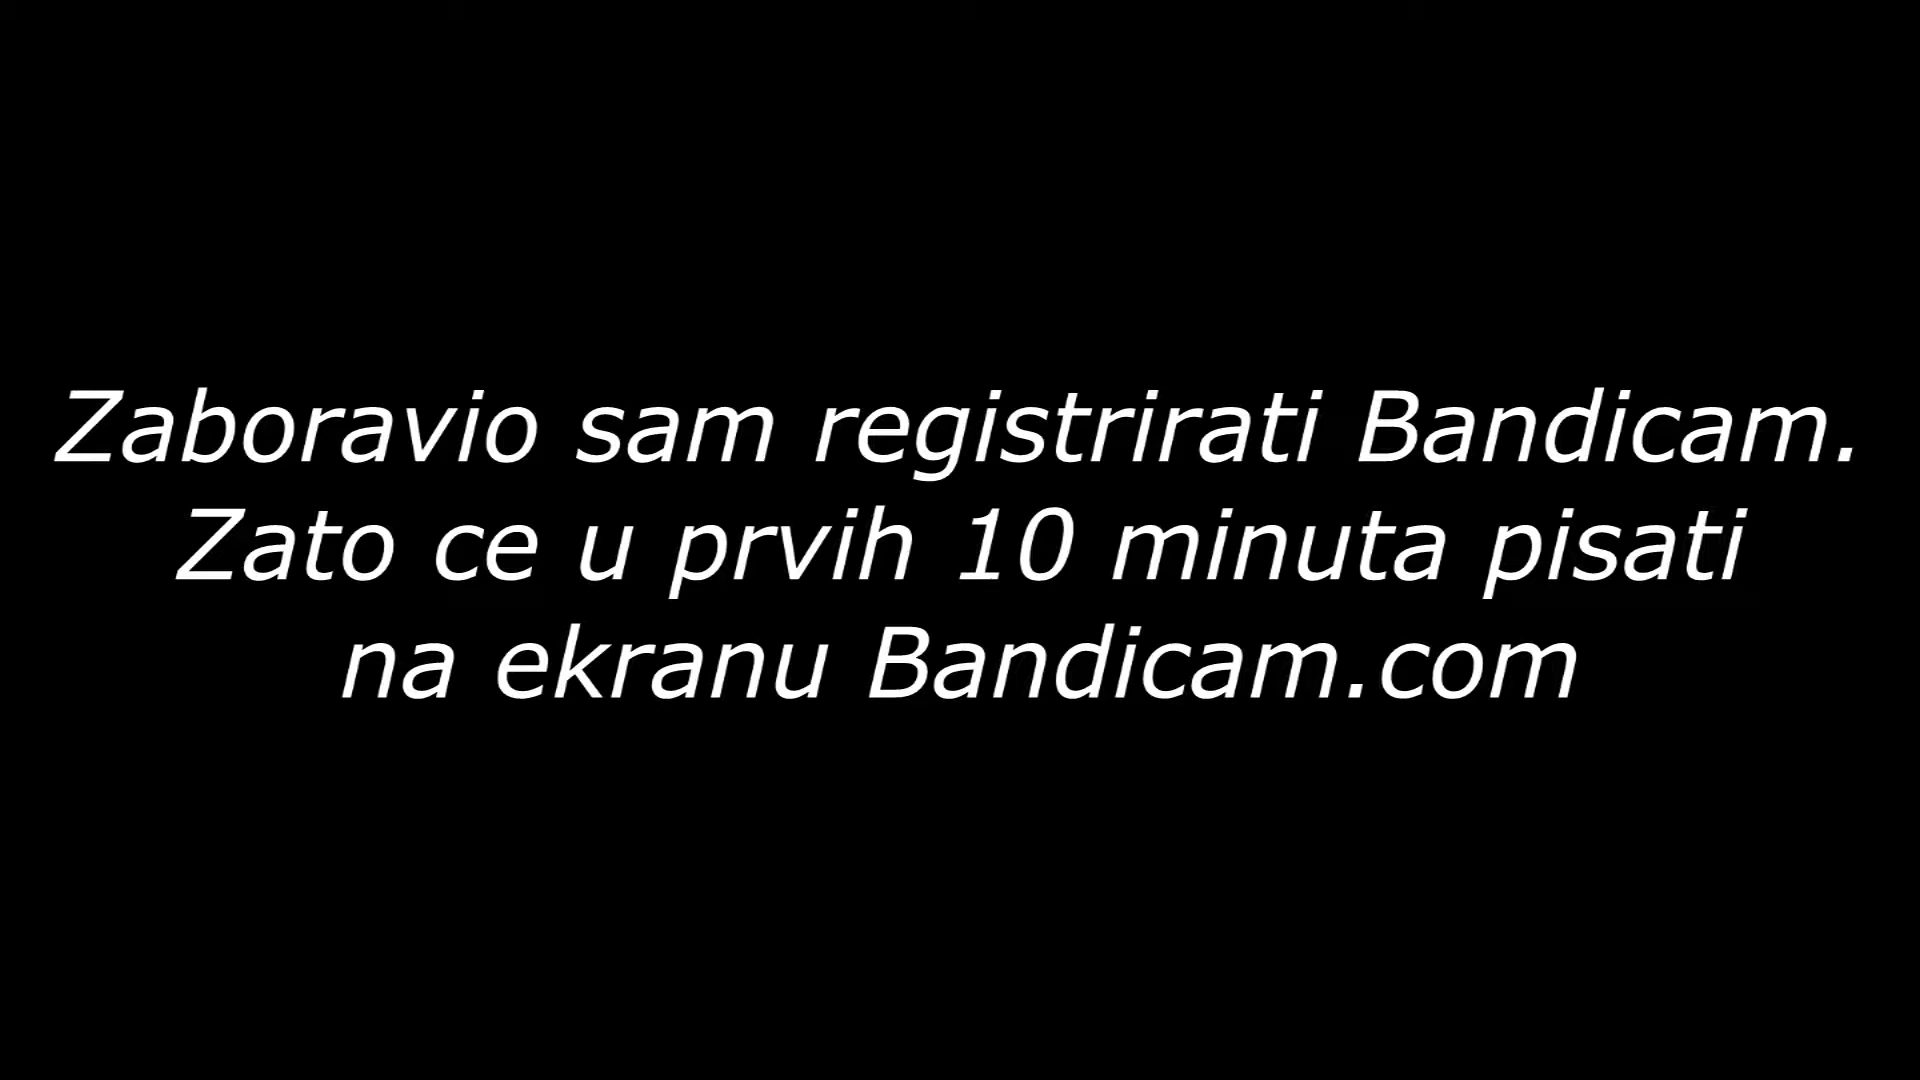 Zaboravio sam registrirati Bandicam.
Zato ce u prvih 10 minuta pisati
na ekranu Bandicam.com